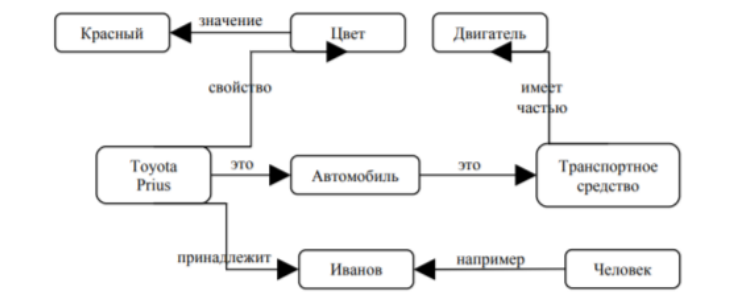 Красный
значение
Цвет
Двигатель
свойство
имеет
частью
Toyota
Prius
это
Автомобиль
это
Транспортное
средство
принадлежит
Иванов
например
Человек